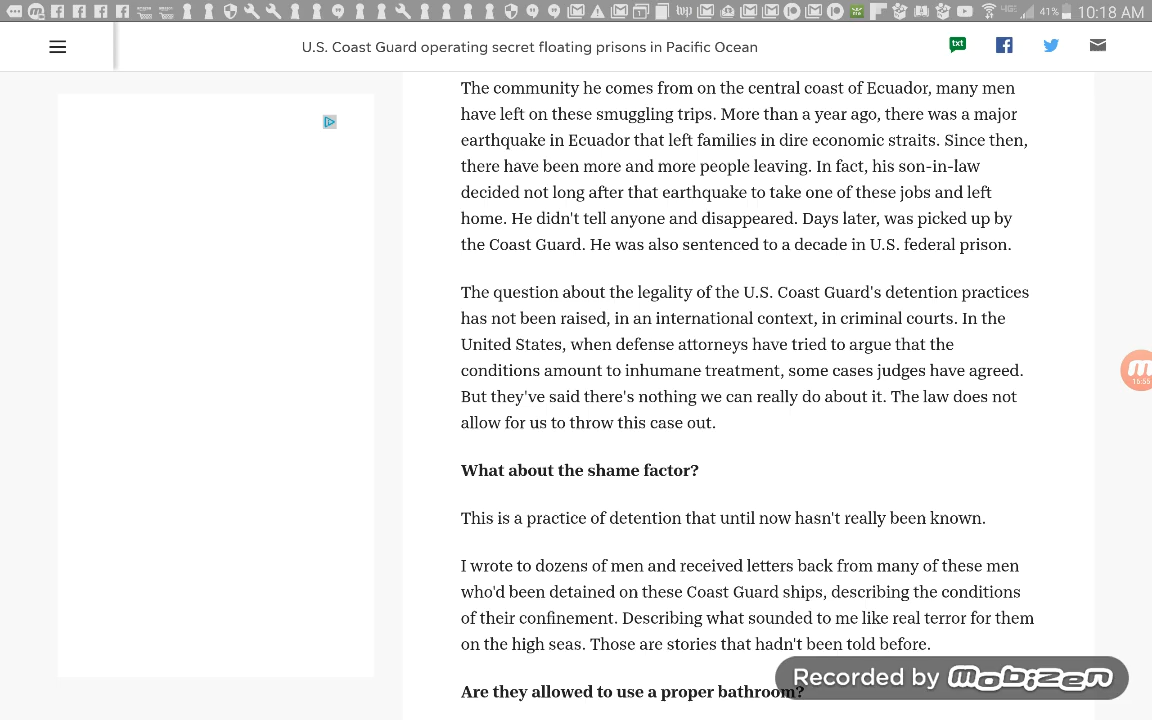 41% 10:18 AM
U.S. Coast Guard operating secret floating prisons in Pacific Ocean
txt
The community he comes from on the central coast of Ecuador, many men
have left on these smuggling trips. More than a year ago, there was a major
earthquake in Ecuador that left families in dire economic straits. Since then,
there have been more and more people leaving. In fact, his son-in-law
decided not long after that earthquake to take one of these jobs and left
home. He didn't tell anyone and disappeared. Days later, was picked up by
the Coast Guard. He was also sentenced to a decade in U.S. federal prison.
The question about the legality of the U.S. Coast Guard's detention practices
has not been raised, in an international context, in criminal courts. In the
United States, when defense attorneys have tried to argue that the
conditions amount to inhumane treatment, some cases judges have agreed.
But they've said there's nothing we can really do about it. The law does not
allow for us to throw this case out.
What about the shame factor?
This is a practice of detention that until now hasn't really been known.
I wrote to dozens of men and received letters back from many of these men
who'd been detained on these Coast Guard ships, describing the conditions
of their confinement. Describing what sounded to me like real terror for them
on the high seas. Those are stories that hadn't been told before.
Recorded by mobizen
Are they allowed to use a proper bathroom?